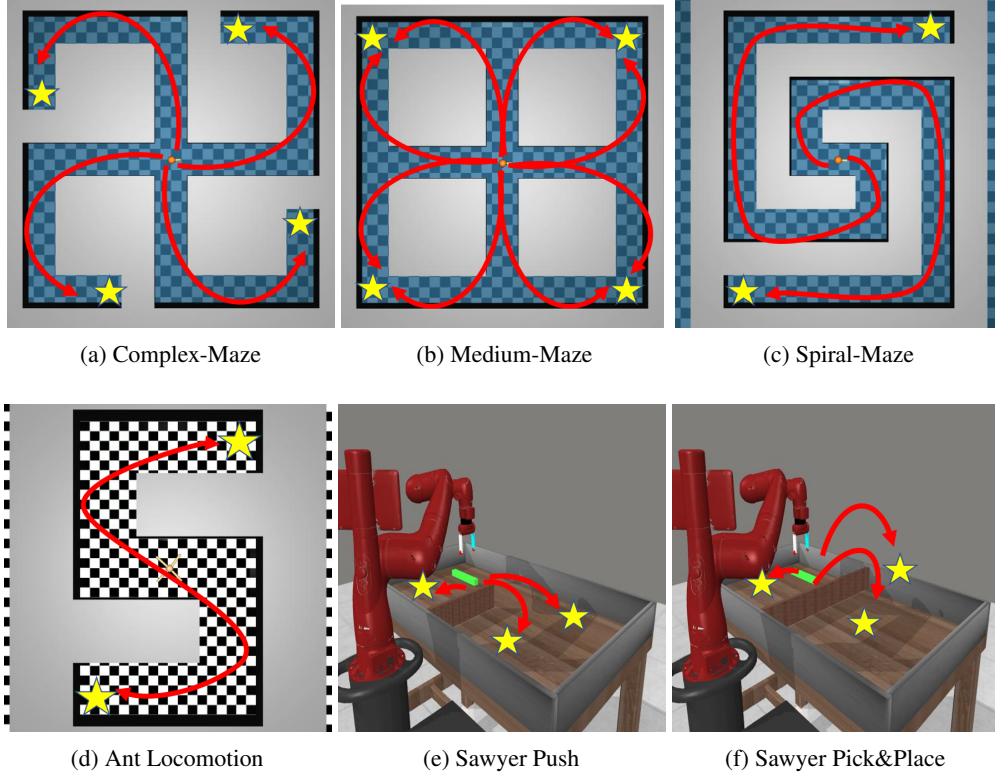 (a) Complex-Maze
(b) Medium-Maze
(c) Spiral-Maze
(d) Ant Locomotion
(e) Sawyer Push
(f) Sawyer Pick&Place